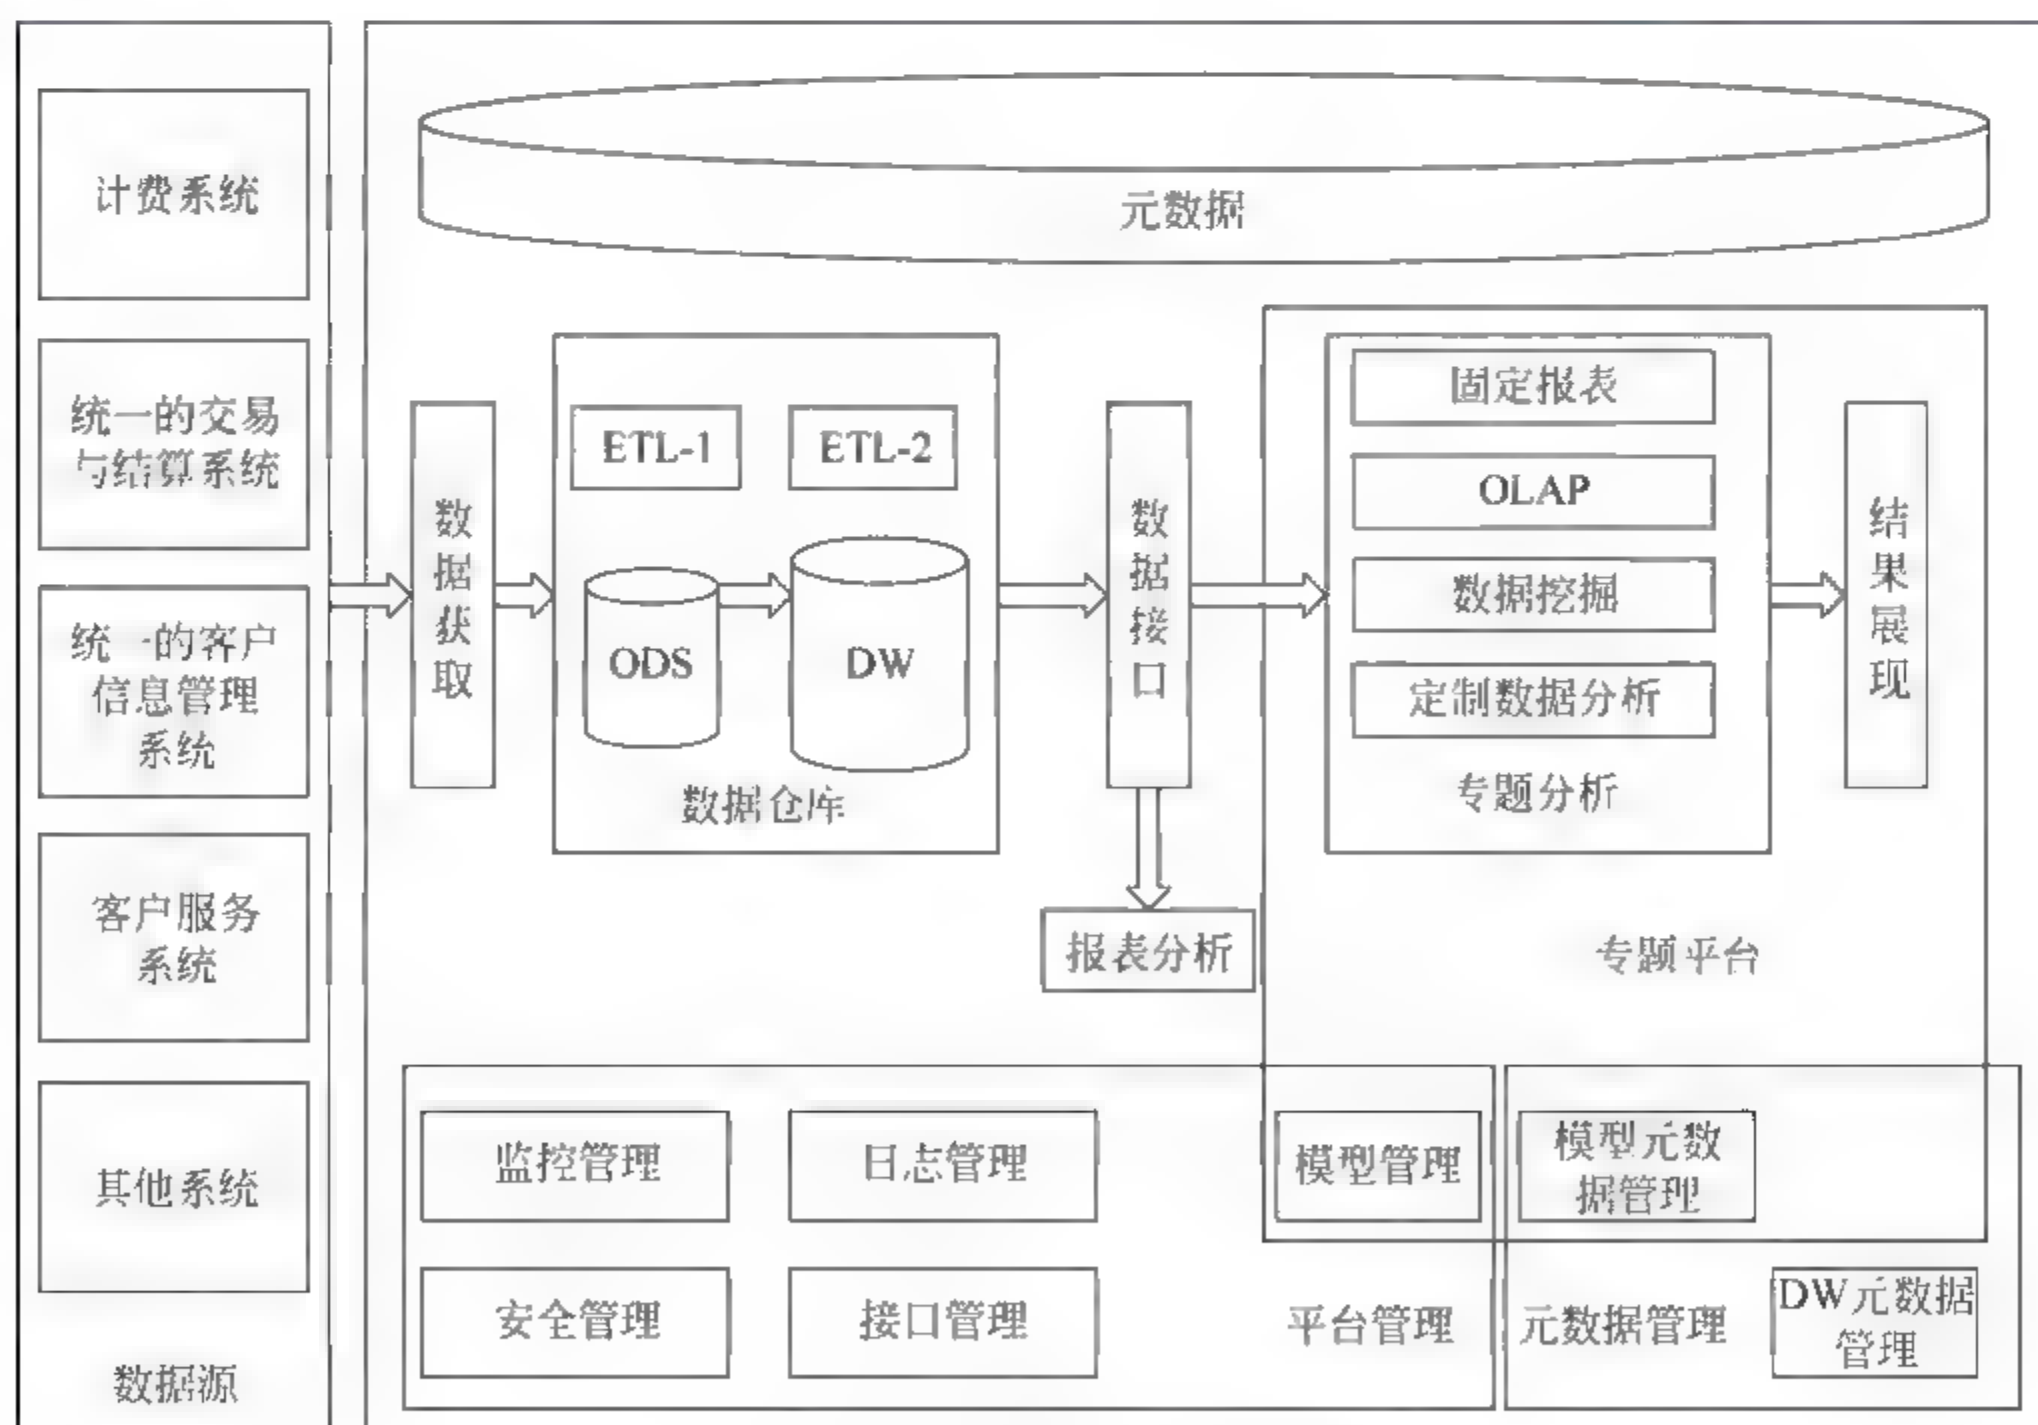 计费系统
统一的交易
与结算系统
统一的客户
信息管理
系统
客户服务
系统
其他系统
数据源
元数据
数
据
获
取
ETL-1
ETL-2
ODS
DW
数据仓库
数
据
接
口
报表分析
固定报表
OLAP
数据挖掘
定制数据分析
专题分析
结
果
展
现
专题平台
监控管理
日志管理
模型管理
模型元数
据管理
安全管理
接口管理
平台管理
元数据管理
DW元数据
管理